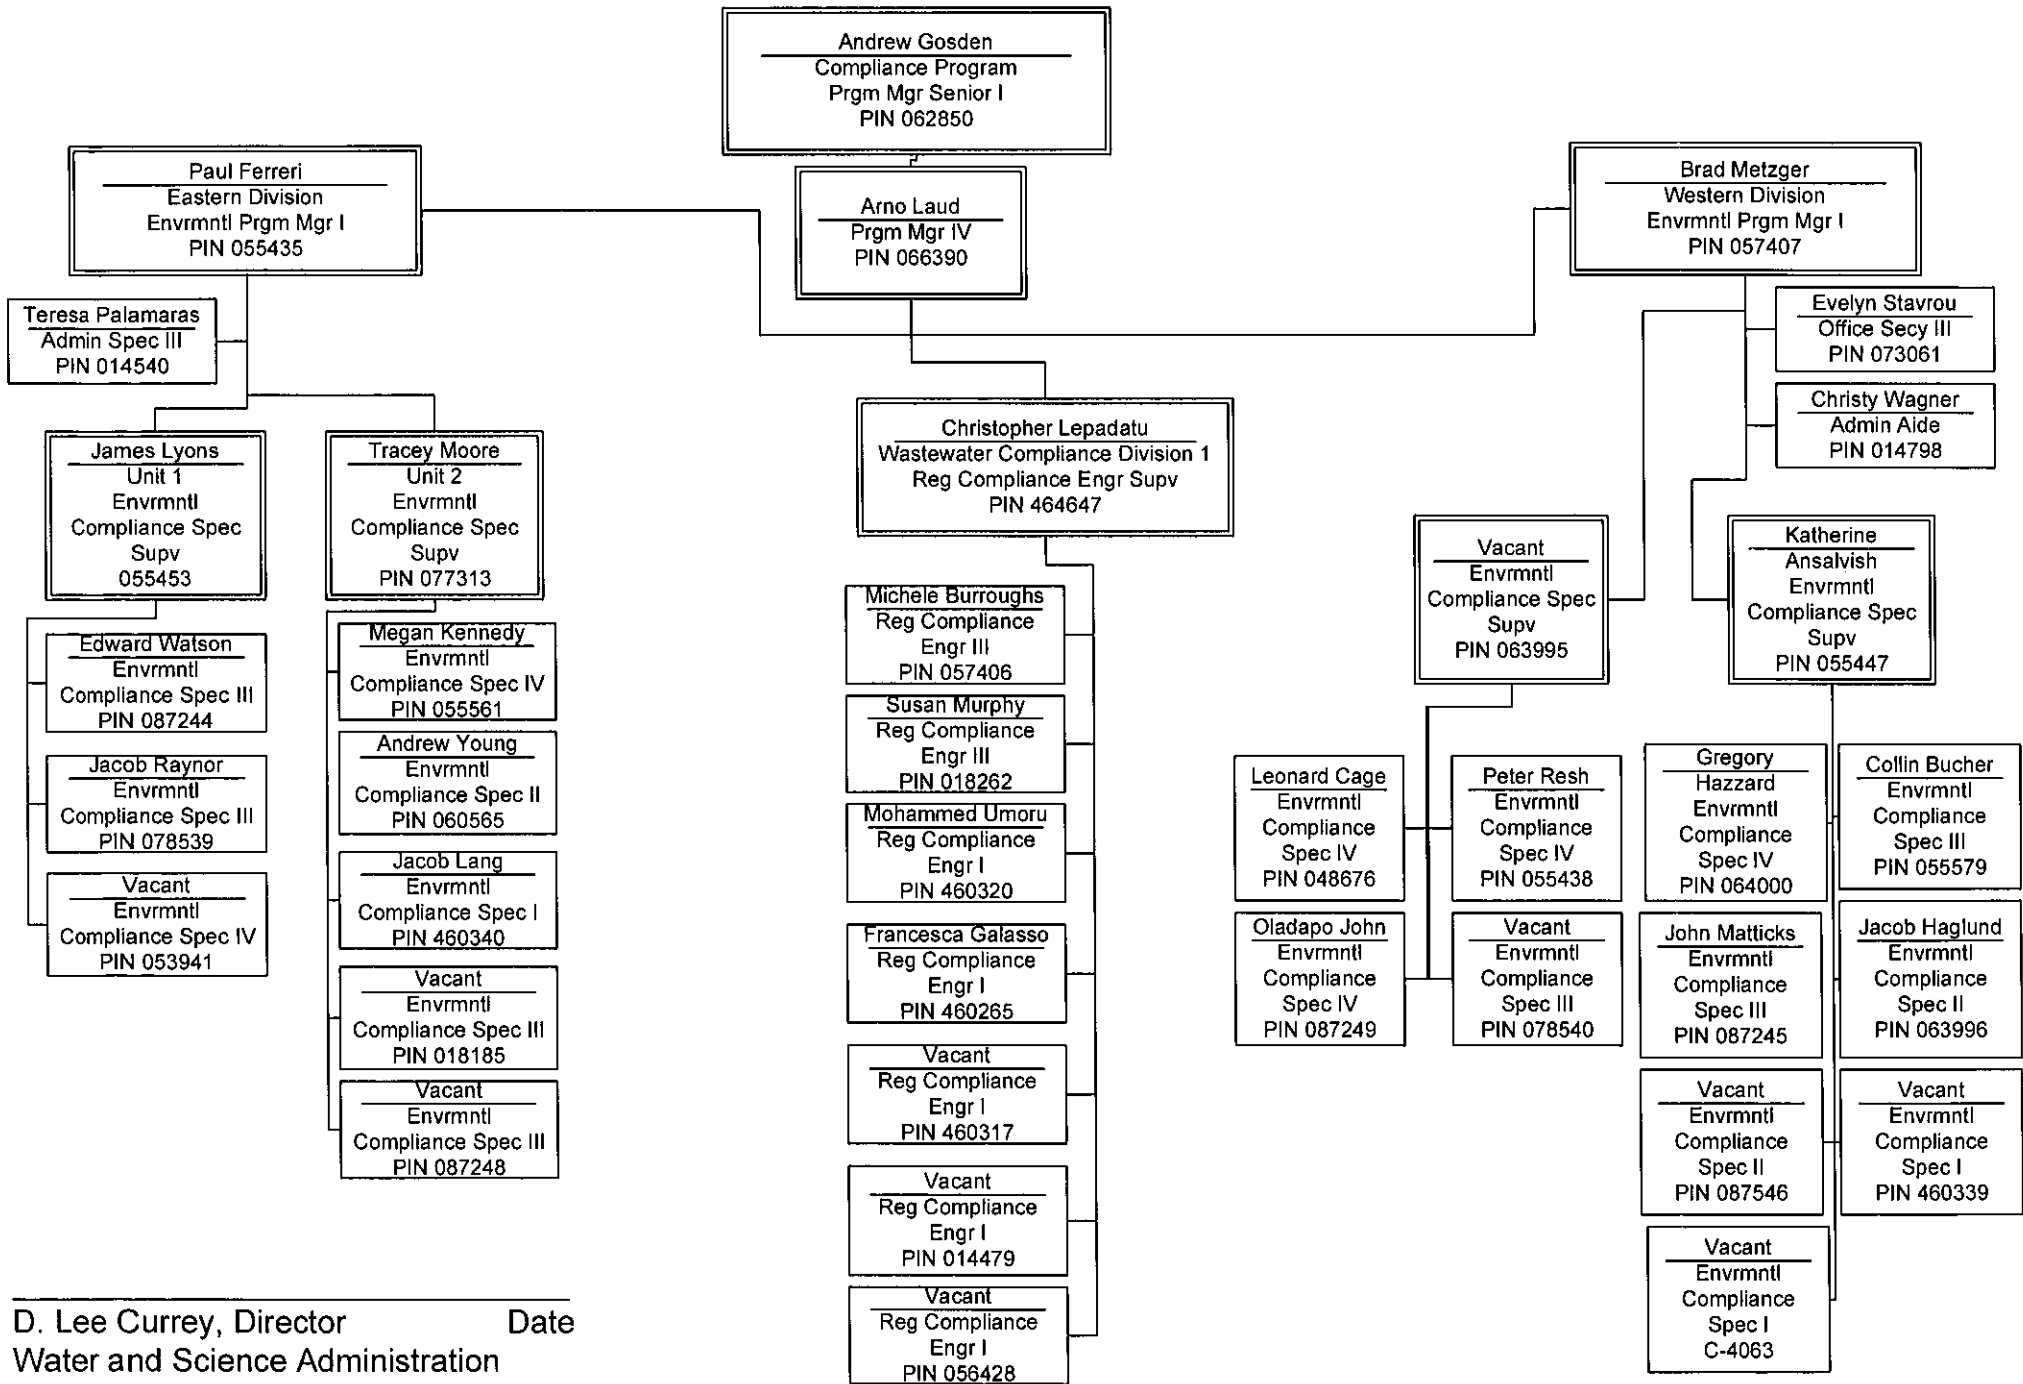 Andrew Gosden
Compliance Program
Prgm Mgr Senior I
PIN 062850
Paul Ferreri
Eastern Division
Envrmntl Prgm Mgr I
PIN 055435
Arno Laud
Prgm Mgr IV
PIN 066390
Brad Metzger
Western Division
Envrmntl Prgm Mgr I
PIN 057407
Teresa Palamaras
Admin Spec III
PIN 014540
Evelyn Stavrou
Office Secy III
PIN 073061
Christy Wagner
Admin Aide
PIN 014798
James Lyons
Unit 1
Envrmntl
Compliance Spec
Supv
055453
Tracey Moore
Unit 2
Envrmntl
Compliance Spec
Supv
PIN 077313
Christopher Lepadatu
Wastewater Compliance Division 1
Reg Compliance Engr Supv
PIN 464647
Vacant
Envrmntl
Compliance Spec
Supv
PIN 063995
Katherine
Ansalvish
Envrmntl
Compliance Spec
Supv
PIN 055447
Edward Watson
Envrmntl
Compliance Spec III
PIN 087244
Jacob Raynor
Envrmntl
Compliance Spec III
PIN 078539
Vacant
Envrmntl
Compliance Spec IV
PIN 053941
Megan Kennedy
Envrmntl
Compliance Spec IV
PIN 055561
Andrew Young
Envrmntl
Compliance Spec II
PIN 060565
Jacob Lang
Envrmntl
Compliance Spec I
PIN 460340
Vacant
Envrmntl
Compliance Spec III
PIN 018185
Vacant
Envrmntl
Compliance Spec III
PIN 087248
Michele Burroughs
Reg Compliance
Engr III
PIN 057406
Susan Murphy
Reg Compliance
Engr III
PIN 018262
Mohammed Umoru
Reg Compliance
Engr I
PIN 460320
Francesca Galasso
Reg Compliance
Engr I
PIN 460265
Vacant
Reg Compliance
Engr I
PIN 460317
Vacant
Reg Compliance
Engr I
PIN 014479
Vacant
Reg Compliance
Engr I
PIN 056428
Leonard Cage
Envrmntl
Compliance
Spec IV
PIN 048676
Peter Resh
Envrmntl
Compliance
Spec IV
PIN 055438
Oladapo John
Envrmntl
Compliance
Spec IV
PIN 087249
Vacant
Envrmntl
Compliance
Spec III
PIN 078540
Gregory
Hazzard
Envrmntl
Compliance
Spec IV
PIN 064000
Collin Bucher
Envrmntl
Compliance
Spec III
PIN 055579
John Matticks
Envrmntl
Compliance
Spec III
PIN 087245
Jacob Haglund
Envrmntl
Compliance
Spec II
PIN 063996
Vacant
Envrmntl
Compliance
Spec II
PIN 087546
Vacant
Envrmntl
Compliance
Spec I
PIN 460339
Vacant
Envrmntl
Compliance
Spec I
C-4063
D. Lee Currey, Director Date
Water and Science Administration